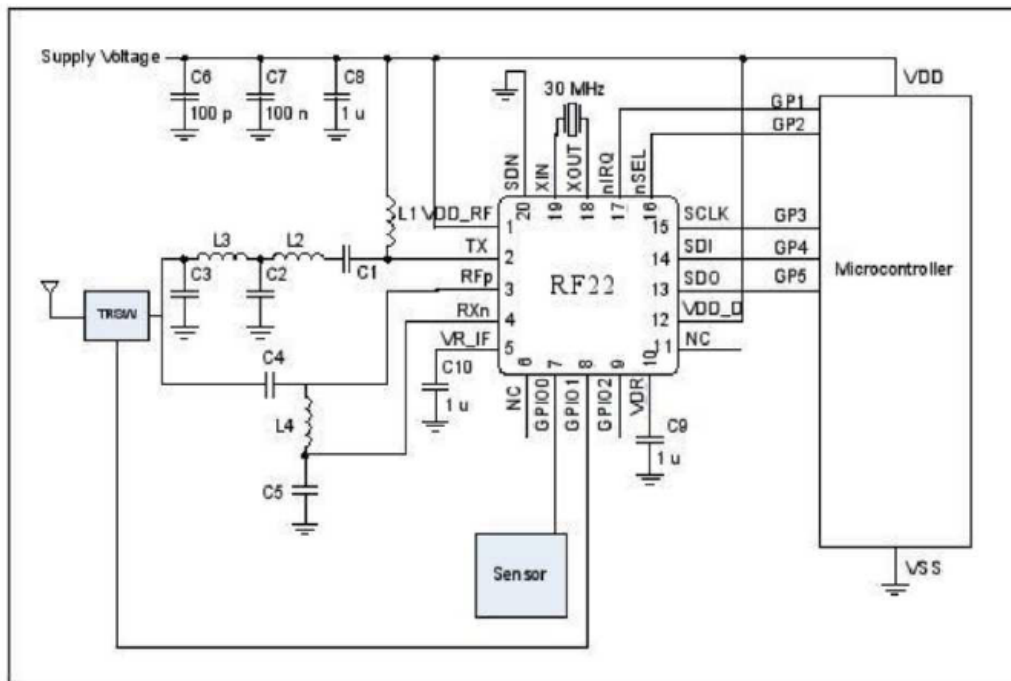 Supply Voltage
C6
100 p
C7
100 n
C8
1 u
30 MHz
VDD
GP1
GP2
SDN
XIN
XOUT
nIRQ
nSEL
20
19
18
17
16
L1
VDD_RF
1
TX
2
RFp
3
RXn
4
VR_IF
5
RF22
15
SCLK
GP3
14
SDI
GP4
13
SDO
GP5
12
VDD_D
11
NC
Microcontroller
L3
L2
C1
C3
C2
TRSW
C4
L4
C5
C10
1 u
6
7
8
9
10
NC
GPIO0
GPIO1
GPIO2
VDR
C9
1 u
Sensor
VSS